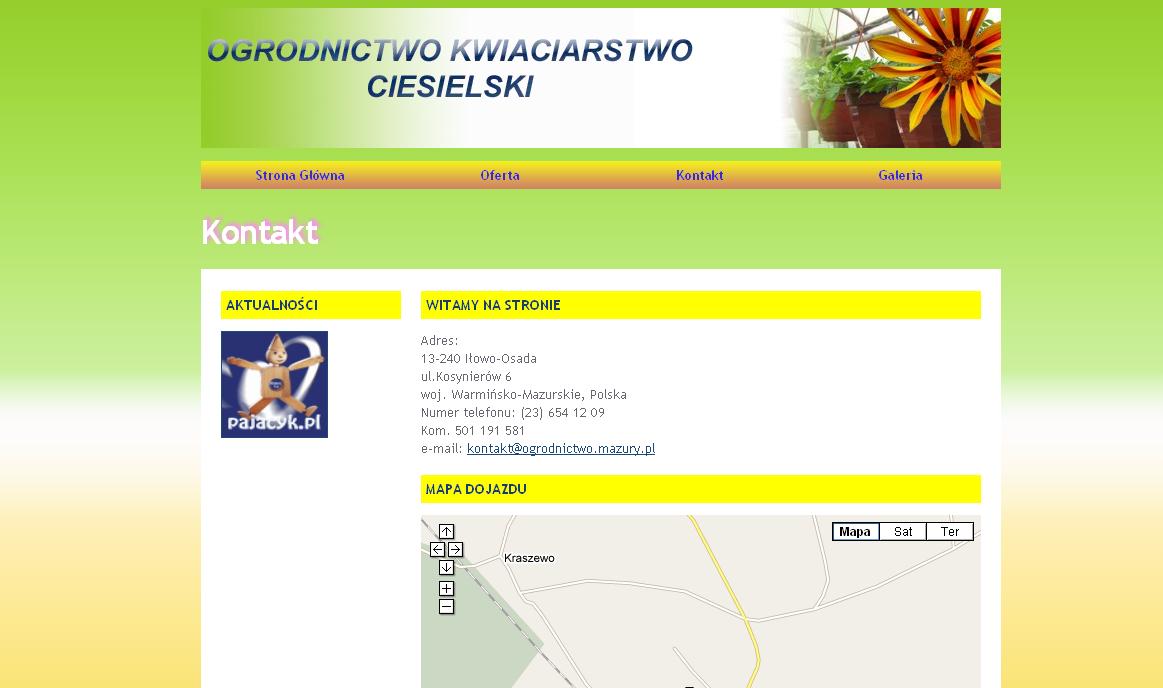 OGRODNICTWO KWIACIARSTWO
CIESIELSKI
Strona Główna Oferta Kontakt Galeria
Kontakt
AKTUALNOŚCI
pajacyk.pl
WITAMY NA STRONIE
Adres:
13-240 Iłowo-Osada
ul.Kosynierów 6
woj. Warmińsko-Mazurskie, Polska
Numer telefonu: (23) 654 12 09
Kom. 501 191 581
e-mail: kontakt@ogrodnictwo.mazury.pl
MAPA DOJAZDU
Mapa Sat Ter
Kraszewo